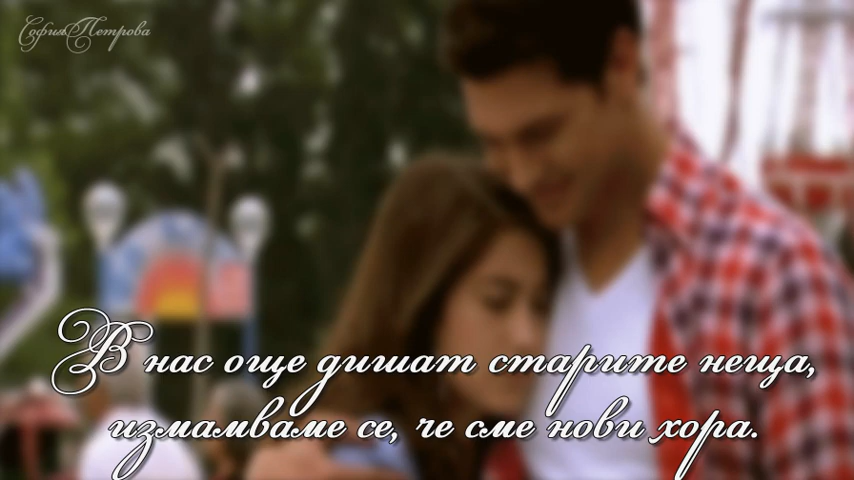 София Петрова
В нас още дишат старите неща,
измамваме се, че сме нови хора.